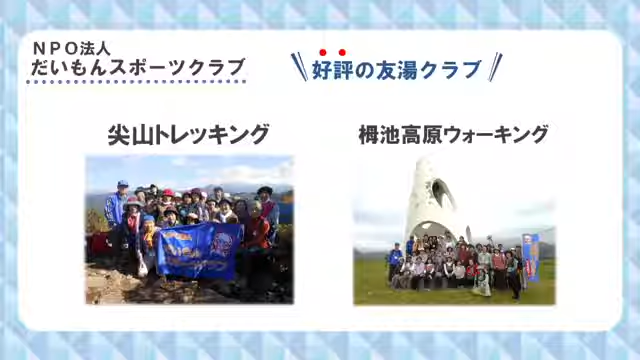 NPO法人
だいもんスポーツクラブ
好評の友湯クラブ
尖山トレッキング
栂池高原ウォーキング